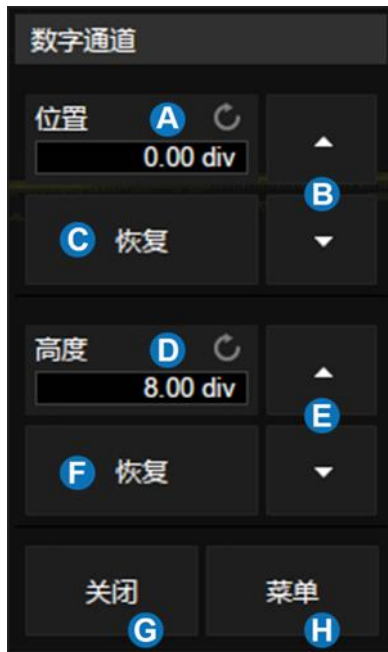 数字通道
位置 A
0.00 div
B
C 恢复
高度 D
8.00 div
E
F 恢复
关闭 菜单
G H